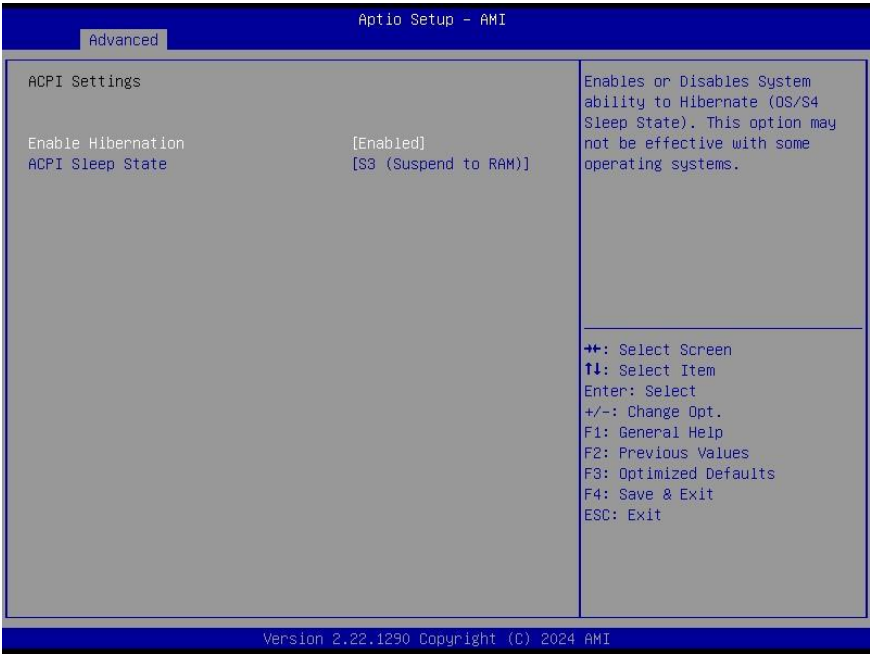 Aptio Setup – AMI
Advanced
ACPI Settings
Enable Hibernation [Enabled]
ACPI Sleep State [S3 (Suspend to RAM)]
Enables or Disables System
ability to Hibernate (OS/S4
Sleep State). This option may
not be effective with some
operating systems.
→←: Select Screen
↑↓: Select Item
Enter: Select
+/-: Change Opt.
F1: General Help
F2: Previous Values
F3: Optimized Defaults
F4: Save & Exit
ESC: Exit
Version 2.22.1290 Copyright (C) 2024 AMI